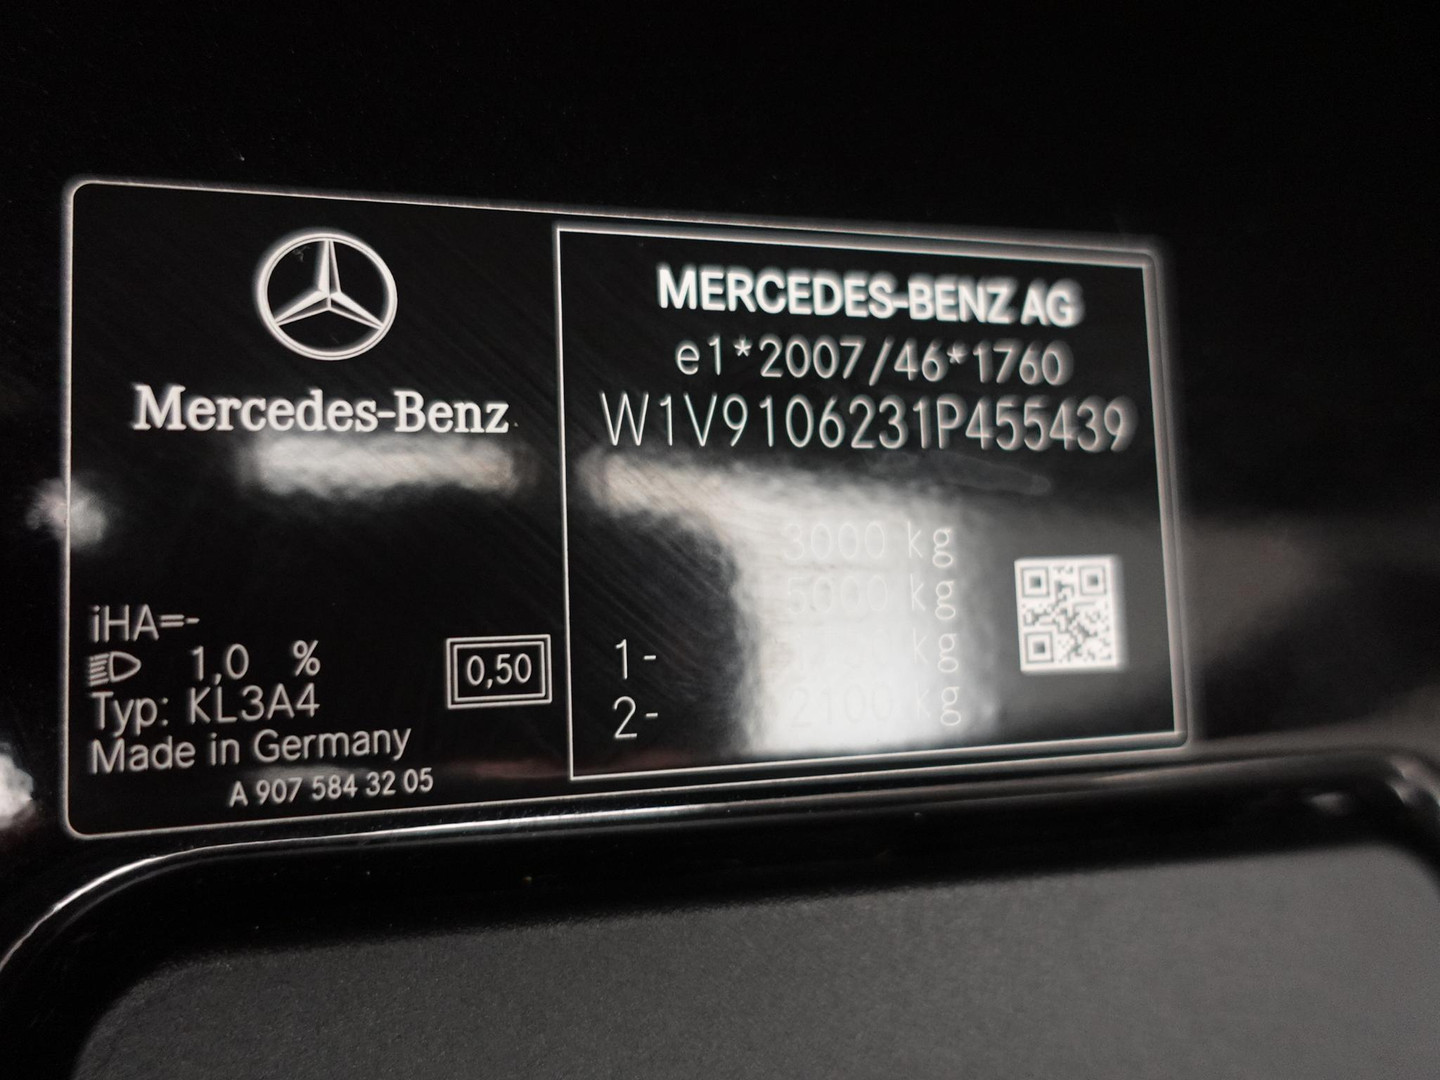 Mercedes-Benz
iHA=-
1,0 %
Typ: KL3A4
Made in Germany
A 907 584 32 05
0,50
MERCEDES-BENZ AG
e1*2007/46*1760
W1V9106231P455439
3000 kg
5000 kg
1- kg
2- 2100 kg